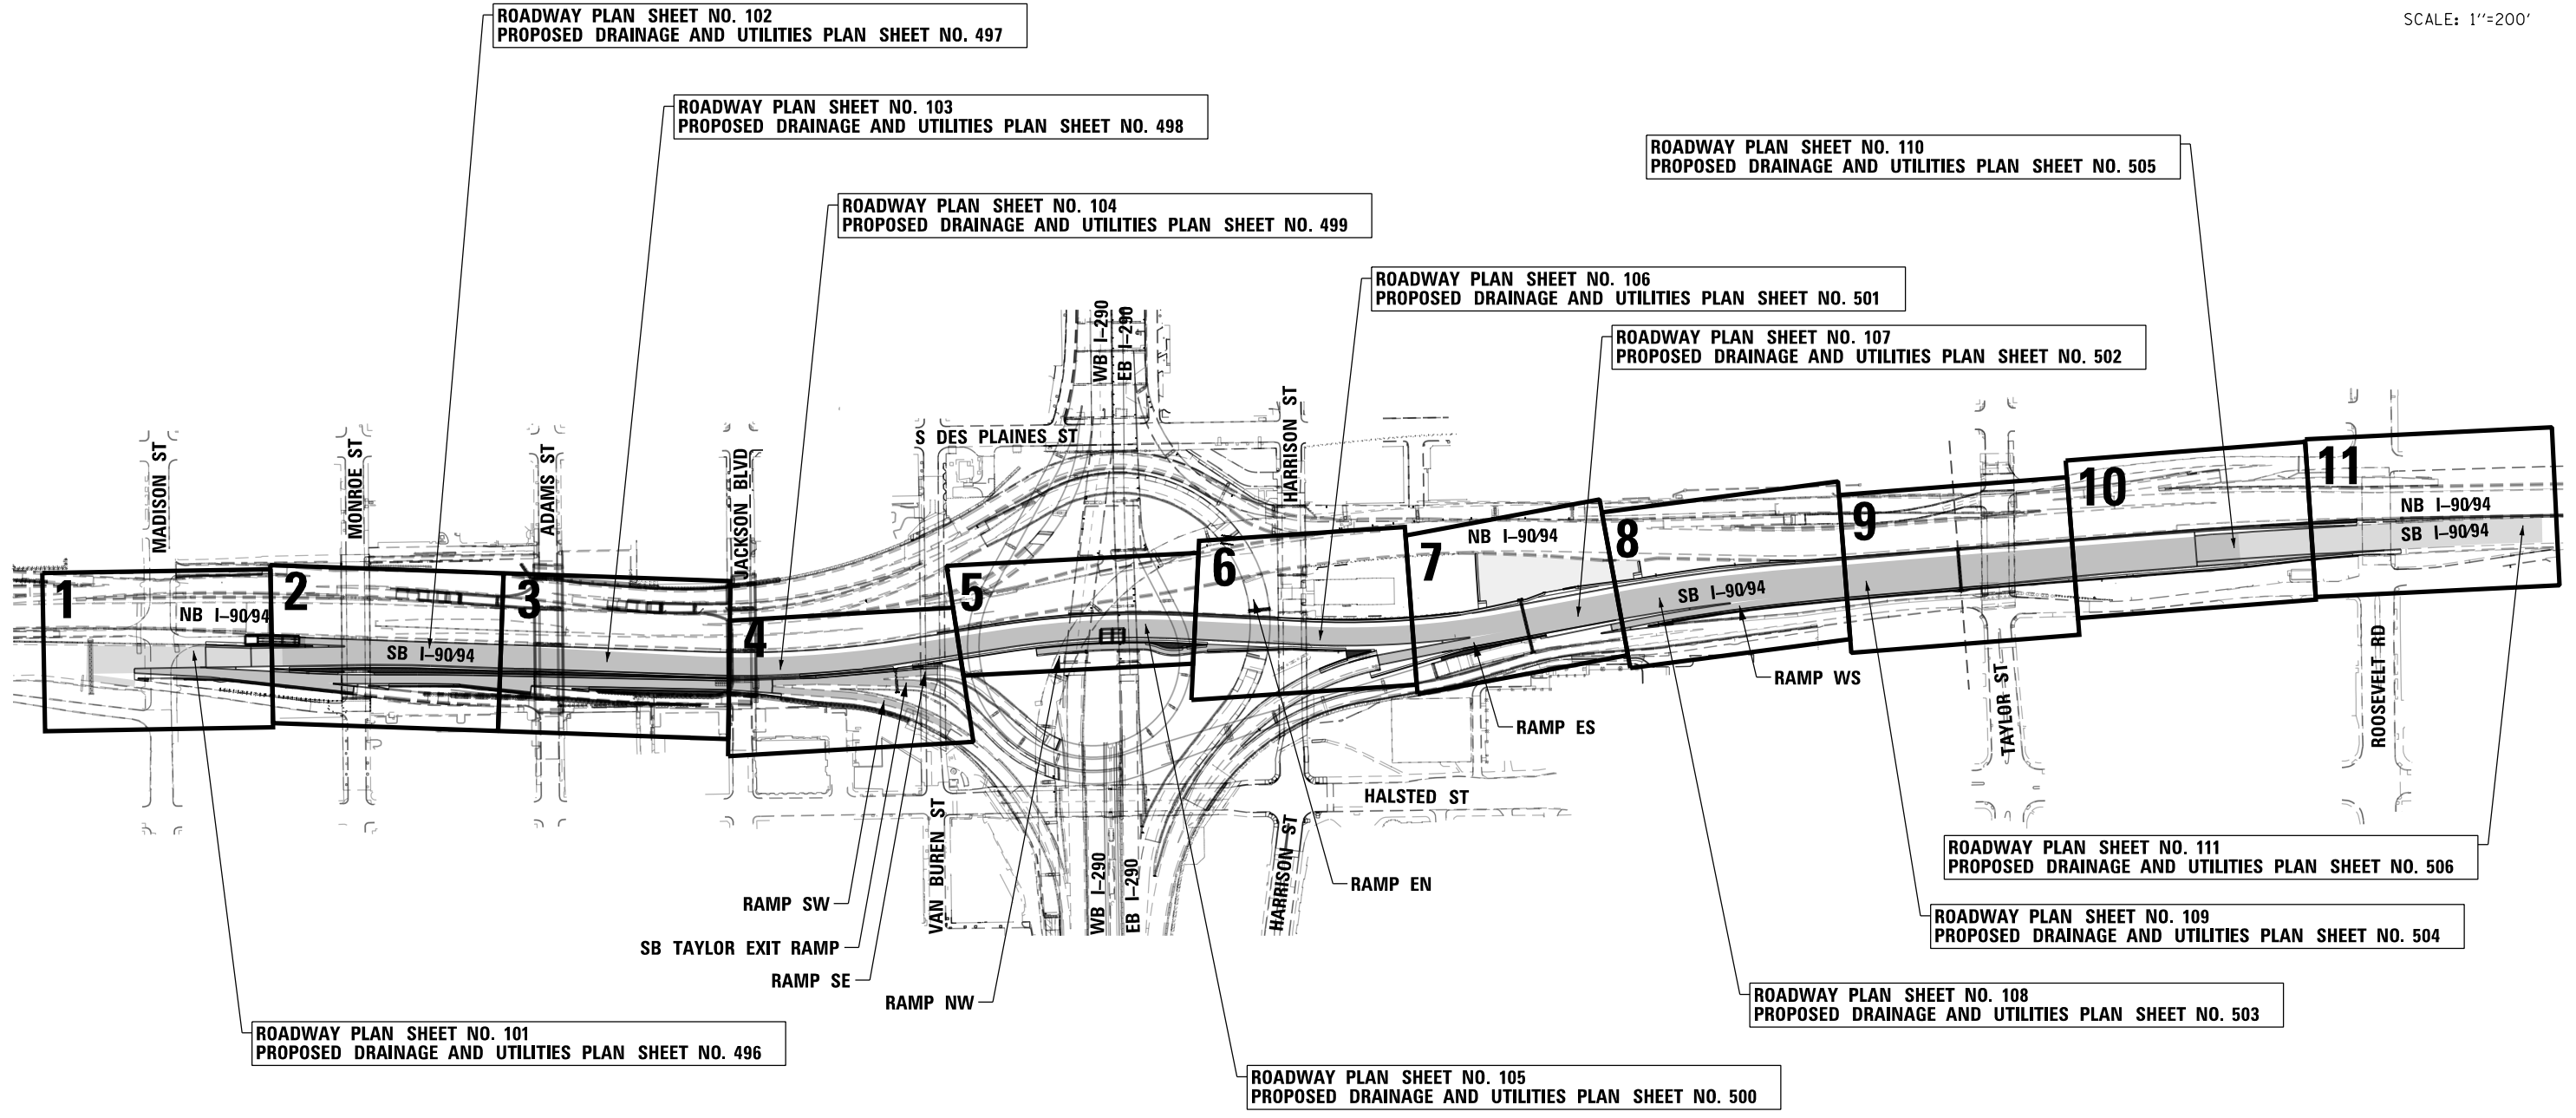 SCALE: 1''=200'
ROADWAY PLAN SHEET NO. 102
PROPOSED DRAINAGE AND UTILITIES PLAN SHEET NO. 497
ROADWAY PLAN SHEET NO. 103
PROPOSED DRAINAGE AND UTILITIES PLAN SHEET NO. 498
ROADWAY PLAN SHEET NO. 110
PROPOSED DRAINAGE AND UTILITIES PLAN SHEET NO. 505
ROADWAY PLAN SHEET NO. 104
PROPOSED DRAINAGE AND UTILITIES PLAN SHEET NO. 499
ROADWAY PLAN SHEET NO. 106
PROPOSED DRAINAGE AND UTILITIES PLAN SHEET NO. 501
ROADWAY PLAN SHEET NO. 107
PROPOSED DRAINAGE AND UTILITIES PLAN SHEET NO. 502
WB I-290
EB I-290
S DES PLAINES ST
HARRISON ST
MADISON ST
MONROE ST
ADAMS ST
JACKSON BLVD
1
2
3
4
5
6
7
8
9
10
11
NB I-90/94
SB I-90/94
NB I-90/94
SB I-90/94
NB I-90/94
SB I-90/94
RAMP WS
RAMP ES
TAYLOR ST
ROOSEVELT RD
HALSTED ST
VAN BUREN ST
WB I-290
EB I-290
HARRISON ST
RAMP EN
RAMP SW
SB TAYLOR EXIT RAMP
RAMP SE
RAMP NW
ROADWAY PLAN SHEET NO. 111
PROPOSED DRAINAGE AND UTILITIES PLAN SHEET NO. 506
ROADWAY PLAN SHEET NO. 109
PROPOSED DRAINAGE AND UTILITIES PLAN SHEET NO. 504
ROADWAY PLAN SHEET NO. 108
PROPOSED DRAINAGE AND UTILITIES PLAN SHEET NO. 503
ROADWAY PLAN SHEET NO. 101
PROPOSED DRAINAGE AND UTILITIES PLAN SHEET NO. 496
ROADWAY PLAN SHEET NO. 105
PROPOSED DRAINAGE AND UTILITIES PLAN SHEET NO. 500